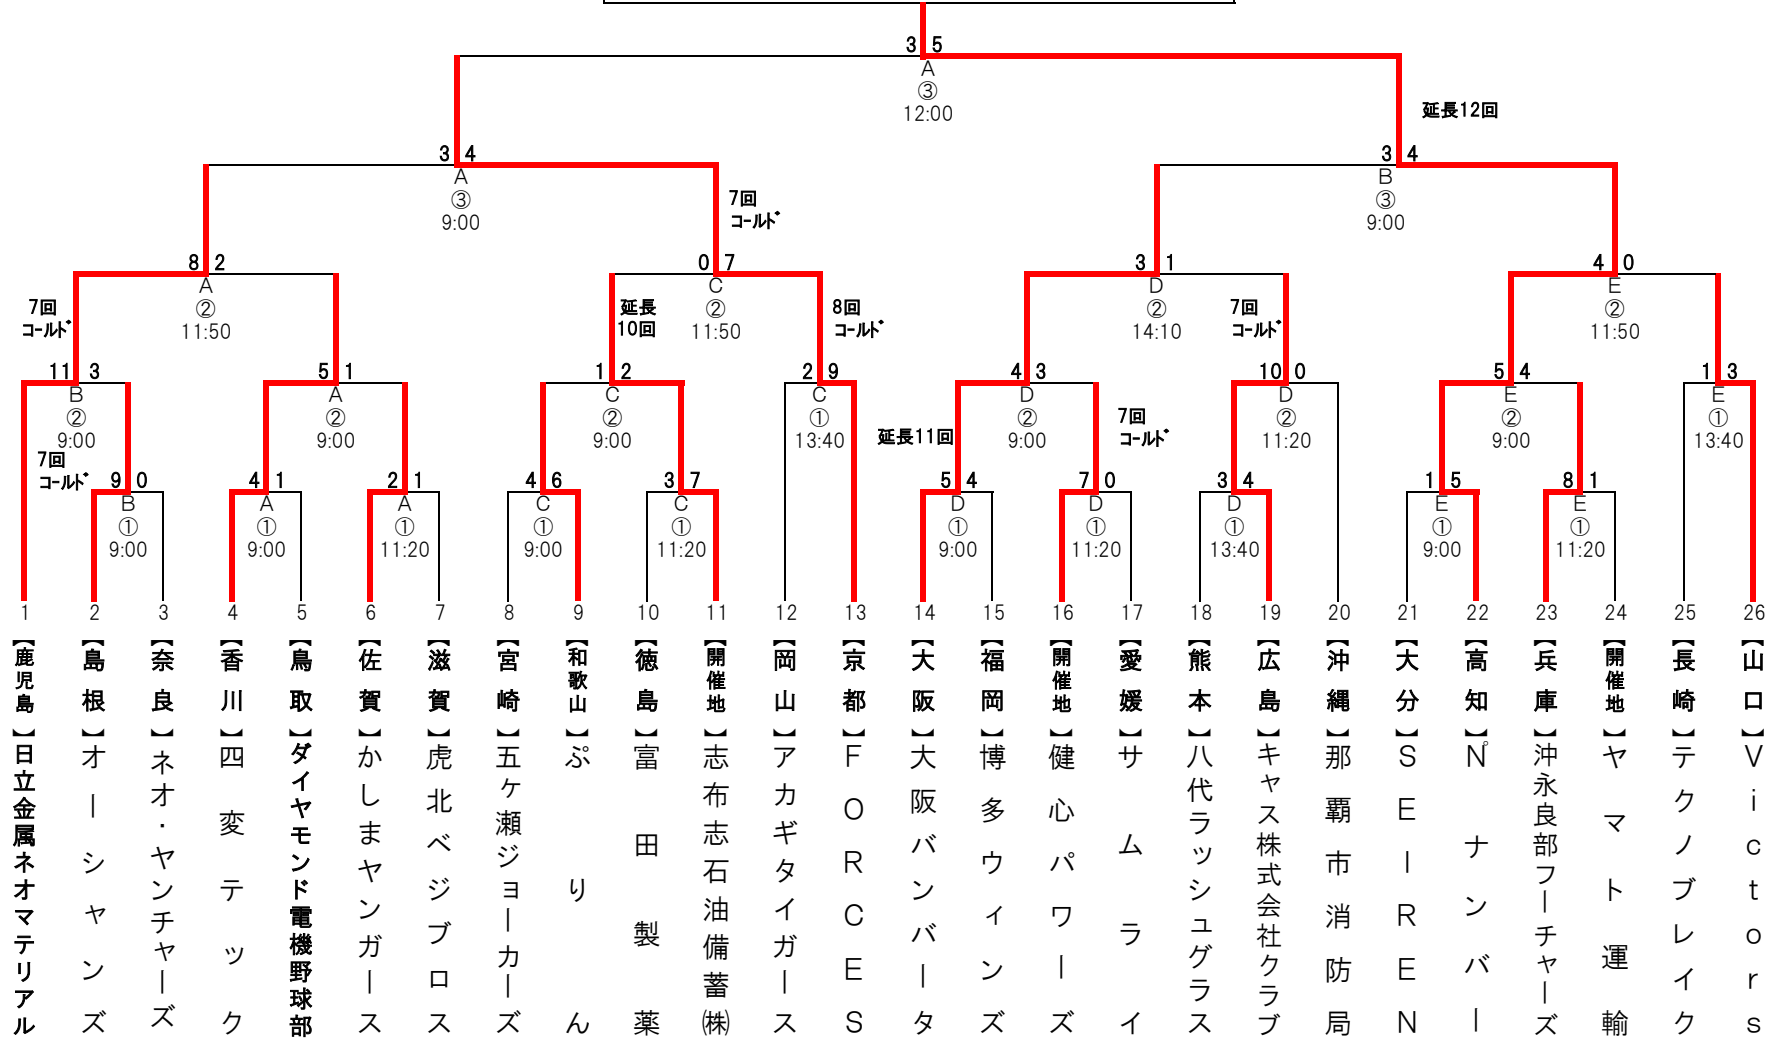 3 5
A
③
12:00
延長12回
3 4
A
③
9:00
3 4
B
③
9:00
7回
コールド
8 2
A
②
11:50
0 7
C
②
11:50
3 1
D
②
14:10
4 0
E
②
11:50
7回
コールド
延長
10回
8回
コールド
7回
コールド
11 3
B
②
9:00
5 1
A
②
9:00
1 2
C
②
9:00
2 9
C
①
13:40
4 3
D
②
9:00
10 0
D
②
11:20
5 4
E
②
9:00
1 3
E
①
13:40
7回
コールド
延長11回
7回
コールド
9 0
B
①
9:00
4 1
A
①
9:00
2 1
A
①
11:20
4 6
C
①
9:00
3 7
C
①
11:20
5 4
D
①
9:00
7 0
D
①
11:20
3 4
D
①
13:40
1 5
E
①
9:00
8 1
E
①
11:20
1 2 3 4 5 6 7 8 9 10 11 12 13 14 15 16 17 18 19 20 21 22 23 24 25 26
【鹿児島】日立金属ネオマテリアル
【島根】オーシャンズ
【奈良】ネオ・ヤンチャーズ
【香川】四変テック
【鳥取】ダイヤモンド電機野球部
【佐賀】かしまヤンガース
【滋賀】虎北ベジブロス
【宮崎】五ケ瀬ジョーカーズ
【和歌山】ぷりん
【徳島】富田製薬
【開催地】志布志石油備蓄㈱
【岡山】アカギタイガース
【京都】FORCES
【大阪】大阪バンバータ
【福岡】博多ウィンズ
【開催地】健心パワーズ
【愛媛】サムライ
【熊本】八代ラッシュグラス
【広島】キャス株式会社クラブ
【沖縄】那覇市消防局
【大分】SEIREN
【高知】N゜ナンバー
【兵庫】沖永良部フーチャーズ
【開催地】ヤマト運輸
【長崎】テクノブレイク
【山口】Victors